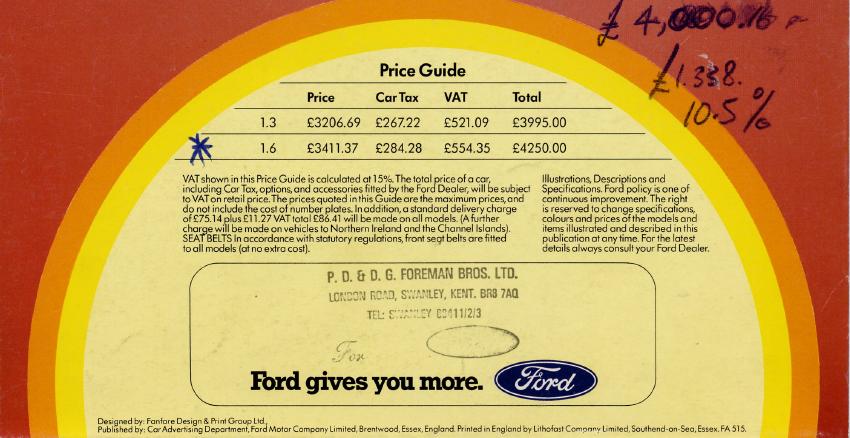 £ 4,000.
£1.338.
10.5%
Price Guide
Price Car Tax VAT Total
1.3 £3206.69 £267.22 £521.09 £3995.00
1.6 £3411.37 £284.28 £554.35 £4250.00
VAT shown in this Price Guide is calculated at 15%. The total price of a car,
including Car Tax, options, and accessories fitted by the Ford Dealer, will be subject
to VAT on retail price. The prices quoted in this Guide are the maximum prices, and
do not include the cost of number plates. In addition, a standard delivery charge
of £75.14 plus £11.27 VAT total £86.41 will be made on all models. (A further
charge will be made on vehicles to Northern Ireland and the Channel Islands).
SEAT BELTS In accordance with statutory regulations, front seat belts are fitted
to all models (at no extra cost).
Illustrations, Descriptions and
Specifications. Ford policy is one of
continuous improvement. The right
is reserved to change specifications,
colours and prices of the models and
items illustrated and described in this
publication at any time. For the latest
details always consult your Ford Dealer.
P. D. & D. G. FOREMAN BROS. LTD.
LONDON ROAD, SWANLEY, KENT. BR8 7AQ
TEL: SWANLEY
For
Ford gives you more. Ford
Designed by: Fanfare Design & Print Group Ltd.,
Published by: Car Advertising Department, Ford Motor Company Limited, Brentwood, Essex, England. Printed in England by Lithofast Company Limited, Southend-on-Sea, Essex. FA 515.